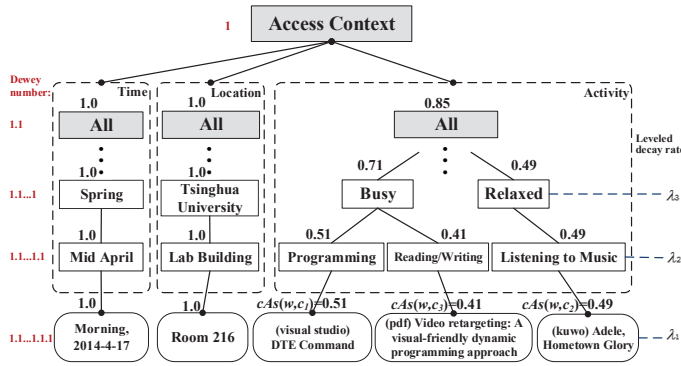 1
Access Context
Dewey
number:
Time
Location
Activity
1.0
1.0
0.85
1.1
All
All
All
Leveled
decay rate
1.0
1.0
0.71
0.49
1.1...1
Spring
Tsinghua
University
Busy
Relaxed
λ3
1.0
1.0
0.51
0.41
0.49
1.1...1.1
Mid April
Lab Building
Programming
Reading/Writing
Listening to Music
λ2
1.0
1.0
cAs(w,c1)=0.51
cAs(w,c3)=0.41
cAs(w,c2)=0.49
1.1...1.1.1
Morning,
2014-4-17
Room 216
(visual studio)
DTE Command
(pdf) Video retargeting: A
visual-friendly dynamic
programming approach
(kuwo) Adele,
Hometown Glory
λ1